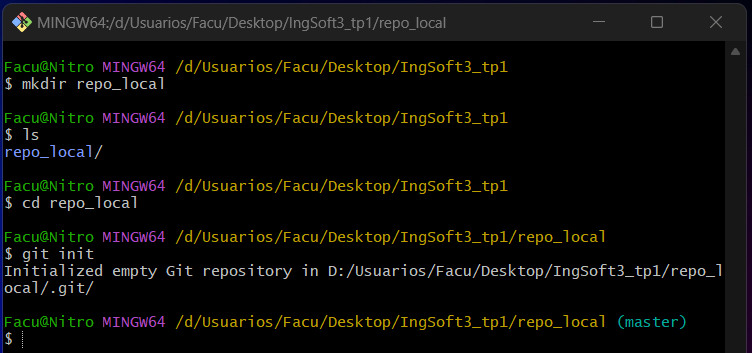 MINGW64:/d/Usuarios/Facu/Desktop/IngSoft3_tp1/repo_local
Facu@Nitro MINGW64 /d/Usuarios/Facu/Desktop/IngSoft3_tp1
$ mkdir repo_local
Facu@Nitro MINGW64 /d/Usuarios/Facu/Desktop/IngSoft3_tp1
$ ls
repo_local/
Facu@Nitro MINGW64 /d/Usuarios/Facu/Desktop/IngSoft3_tp1
$ cd repo_local
Facu@Nitro MINGW64 /d/Usuarios/Facu/Desktop/IngSoft3_tp1/repo_local
$ git init
Initialized empty Git repository in D:/Usuarios/Facu/Desktop/IngSoft3_tp1/repo_l
ocal/.git/
Facu@Nitro MINGW64 /d/Usuarios/Facu/Desktop/IngSoft3_tp1/repo_local (master)
$